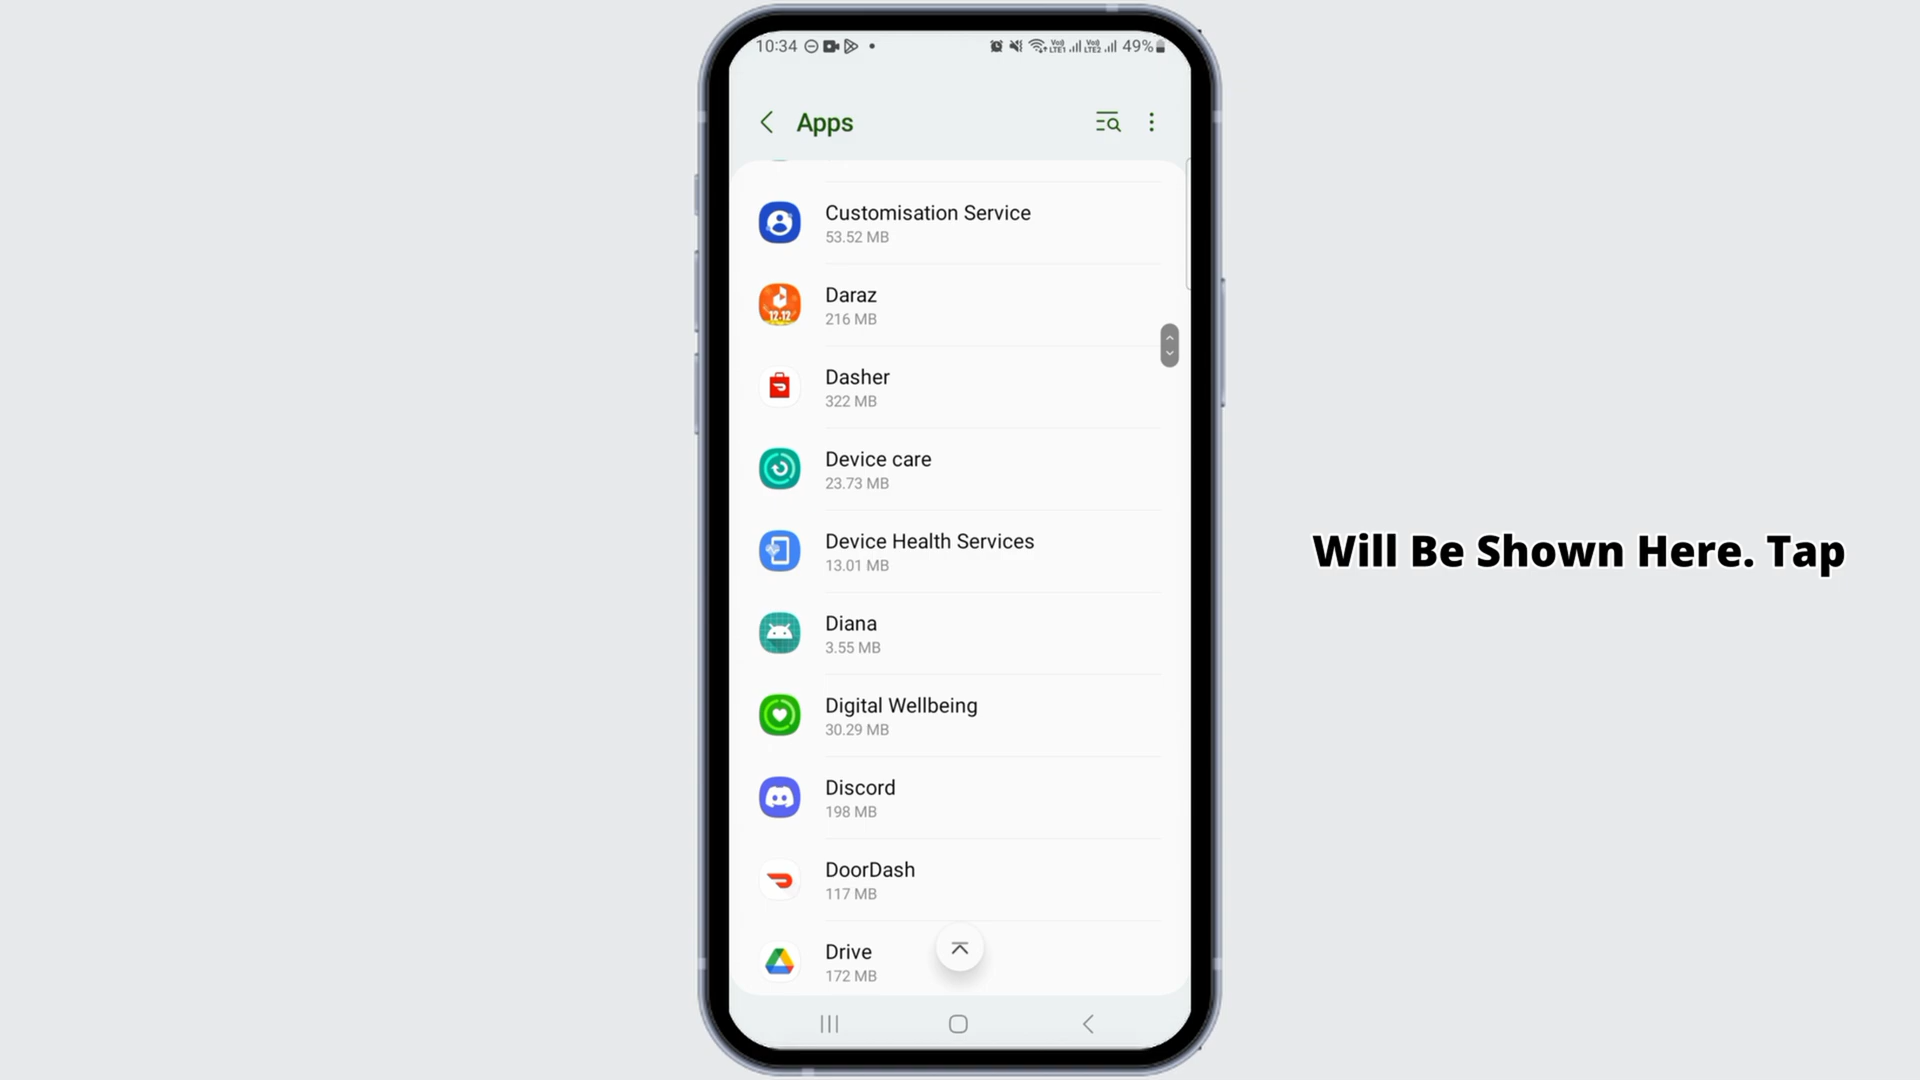 10:34
49%
Apps
Customisation Service
53.52 MB
Daraz
12.12
216 MB
Dasher
322 MB
Device care
23.73 MB
Device Health Services
13.01 MB
Will Be Shown Here. Tap
Diana
3.55 MB
Digital Wellbeing
30.29 MB
Discord
198 MB
DoorDash
117 MB
Drive
172 MB